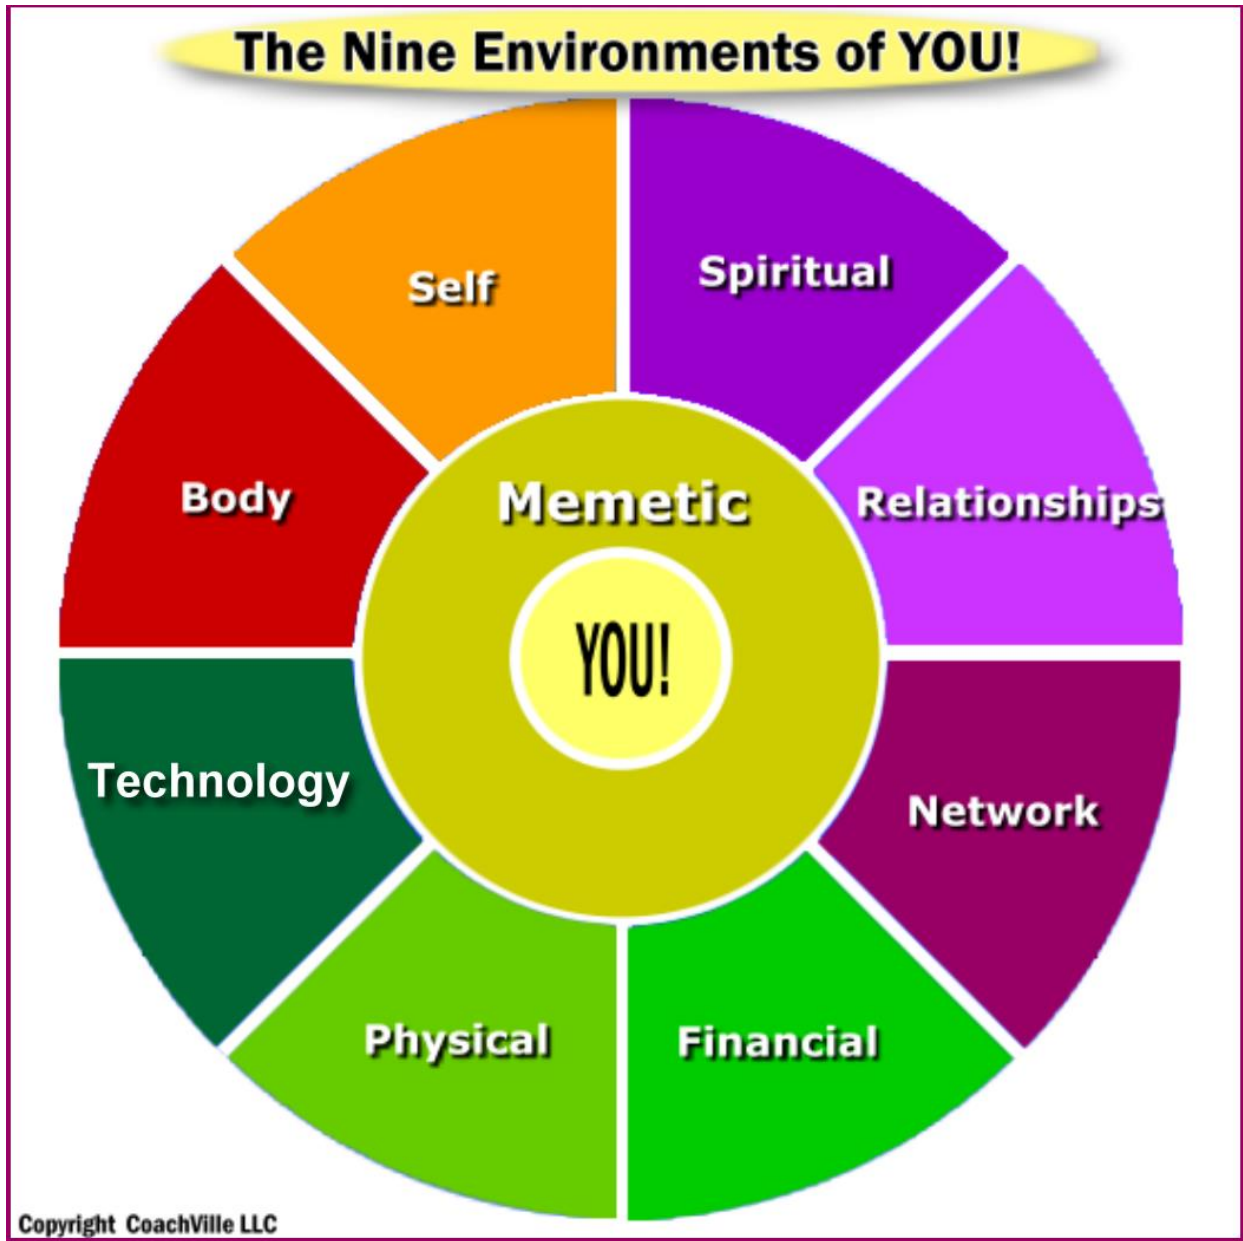 The Nine Environments of YOU!
Self
Spiritual
Body
Memetic
Relationships
YOU!
Technology
Network
Physical
Financial
Copyright CoachVille LLC